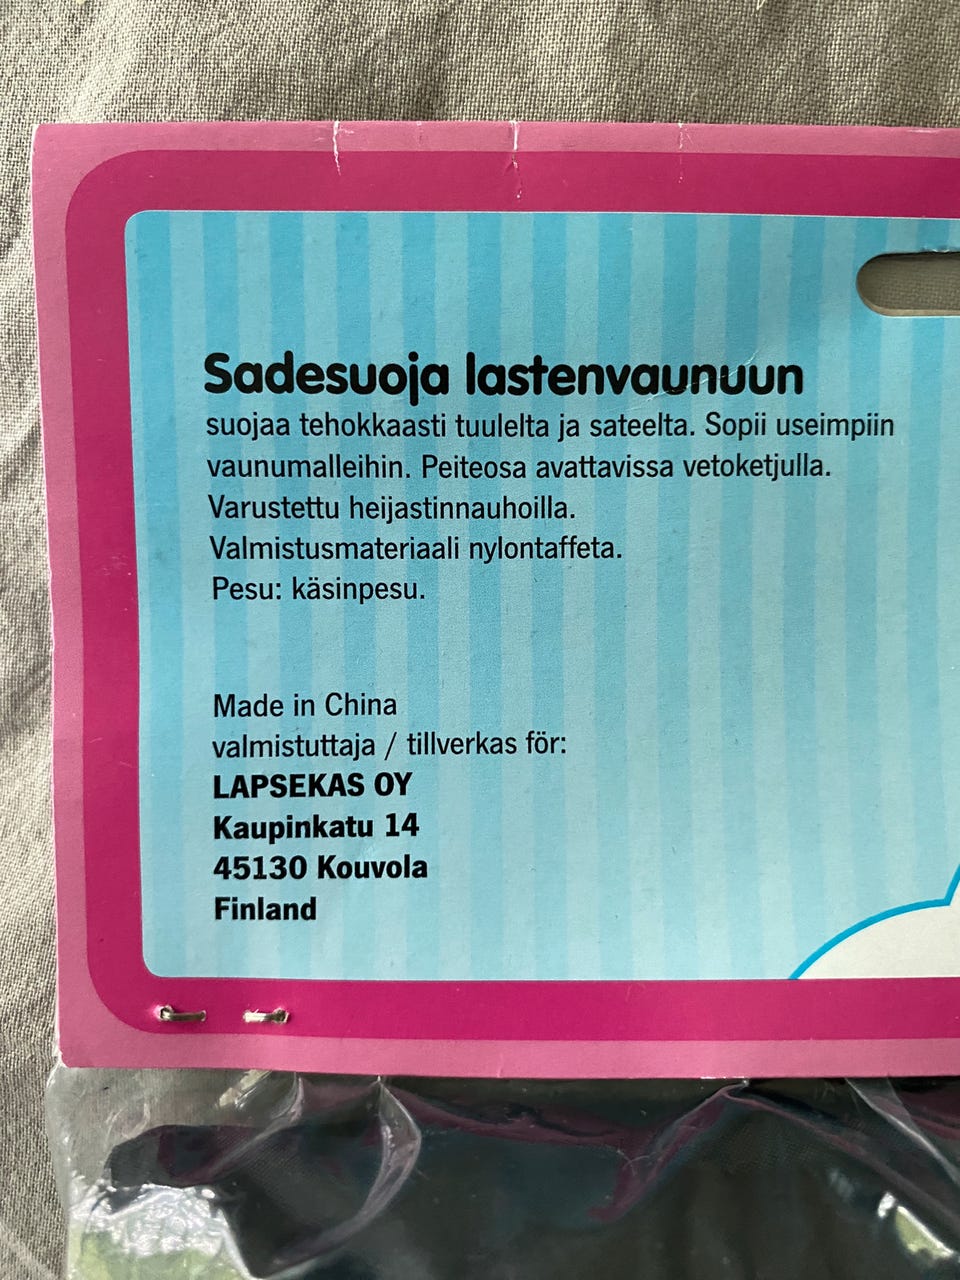 Sadesuoja lastenvaunuun
suojaa tehokkaasti tuulelta ja sateelta. Sopii useimpiin
vaunumalleihin. Peiteosa avattavissa vetoketjulla.
Varustettu heijastinnauhoilla.
Valmistusmateriaali nylontaffeta.
Pesu: käsinpesu.
Made in China
valmistuttaja / tillverkas för:
LAPSEKAS OY
Kaupinkatu 14
45130 Kouvola
Finland